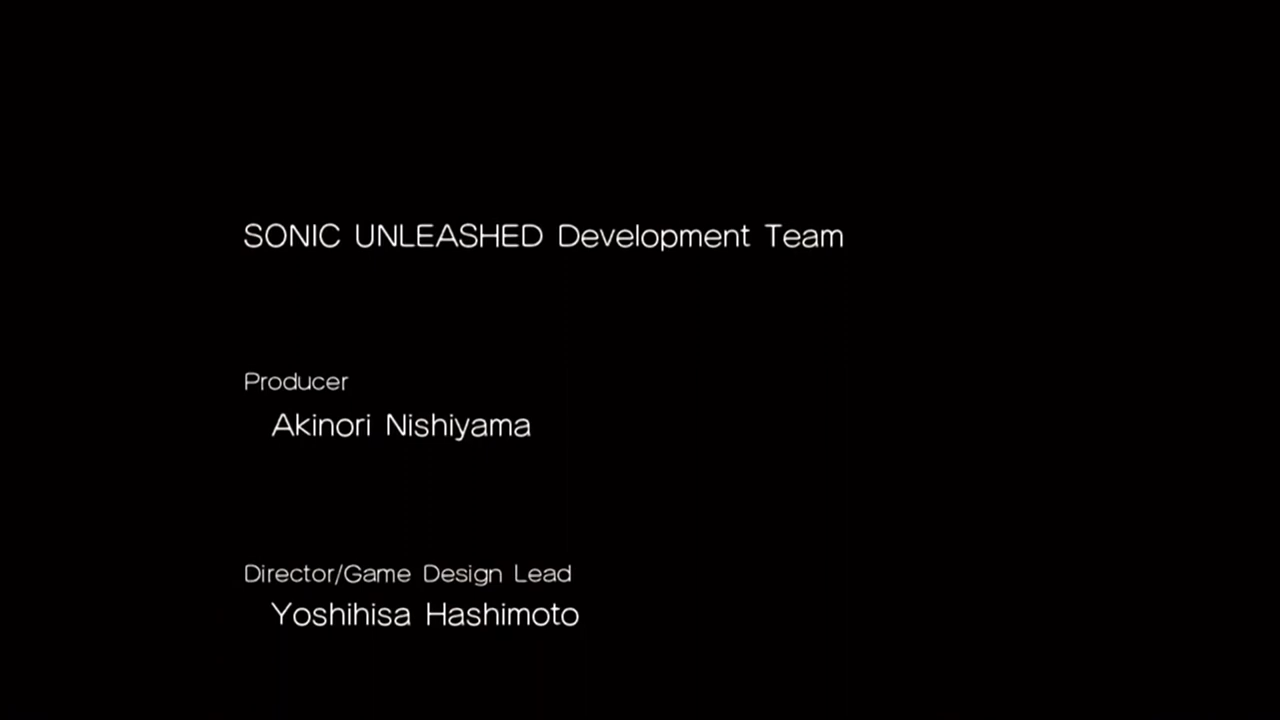 SONIC UNLEASHED Development Team
Producer
Akinori Nishiyama
Director/Game Design Lead
Yoshihisa Hashimoto